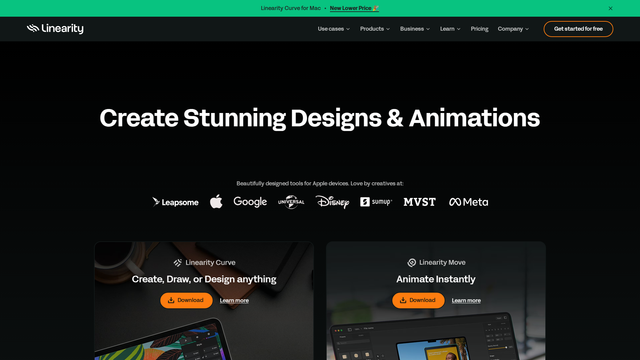 Linearity Curve for Mac • New Lower Price 🎉
Linearity
Use cases
Products
Business
Learn
Pricing
Company
Get started for free
Create Stunning Designs & Animations
Beautifully designed tools for Apple devices. Love by creatives at:
Leapsome
Google
UNIVERSAL
Disney
sumup
MVST
Meta
Linearity Curve
Create, Draw, or Design anything
Download
Learn more
Linearity Move
Animate Instantly
Download
Learn more